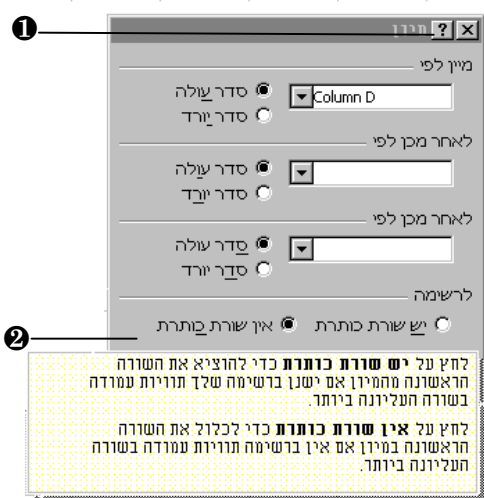 ❶
מיון
מיין לפי
Column D
סדר עולה
סדר יורד
לאחר מכן לפי
סדר עולה
סדר יורד
לאחר מכן לפי
סדר עולה
סדר יורד
לרשימה
יש שורת כותרת אין שורת כותרת
❷
לחץ על יש שורת כותרת כדי להוציא את השורה
הראשונה מהמיון אם ישנן ברשימה שלך תוויות עמודה
בשורה העליונה ביותר.
לחץ על אין שורת כותרת כדי לכלול את השורה
הראשונה במיון אם אין ברשימה תוויות עמודה בשורה
העליונה ביותר.